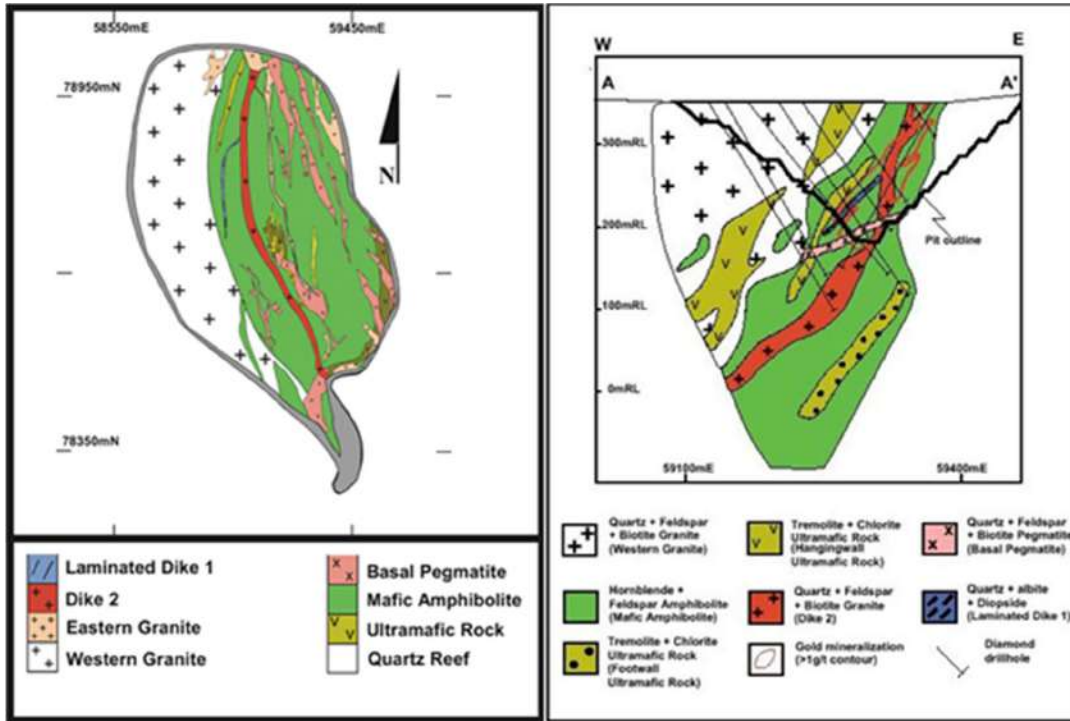 58550mE
59450mE
78950mN
N
78350mN
Laminated Dike 1
Dike 2
Eastern Granite
Western Granite
Basal Pegmatite
Mafic Amphibolite
Ultramafic Rock
Quartz Reef
W
E
A
A'
300mRL
200mRL
Pit outline
100mRL
0mRL
59100mE
59400mE
Quartz + Feldspar
+ Biotite Granite
(Western Granite)
Tremolite + Chlorite
Ultramafic Rock
(Hangingwall
Ultramafic Rock)
Quartz + Feldspar
+ Biotite Pegmatite
(Basal Pegmatite)
Hornblende +
Feldspar Amphibolite
(Mafic Amphibolite)
Quartz + Feldspar
+ Biotite Granite
(Dike 2)
Quartz + albite
+ Diopside
(Laminated Dike 1)
Tremolite + Chlorite
Ultramafic Rock
(Footwall
Ultramafic Rock)
Gold mineralization
(>1g/t contour)
Diamond
drillhole